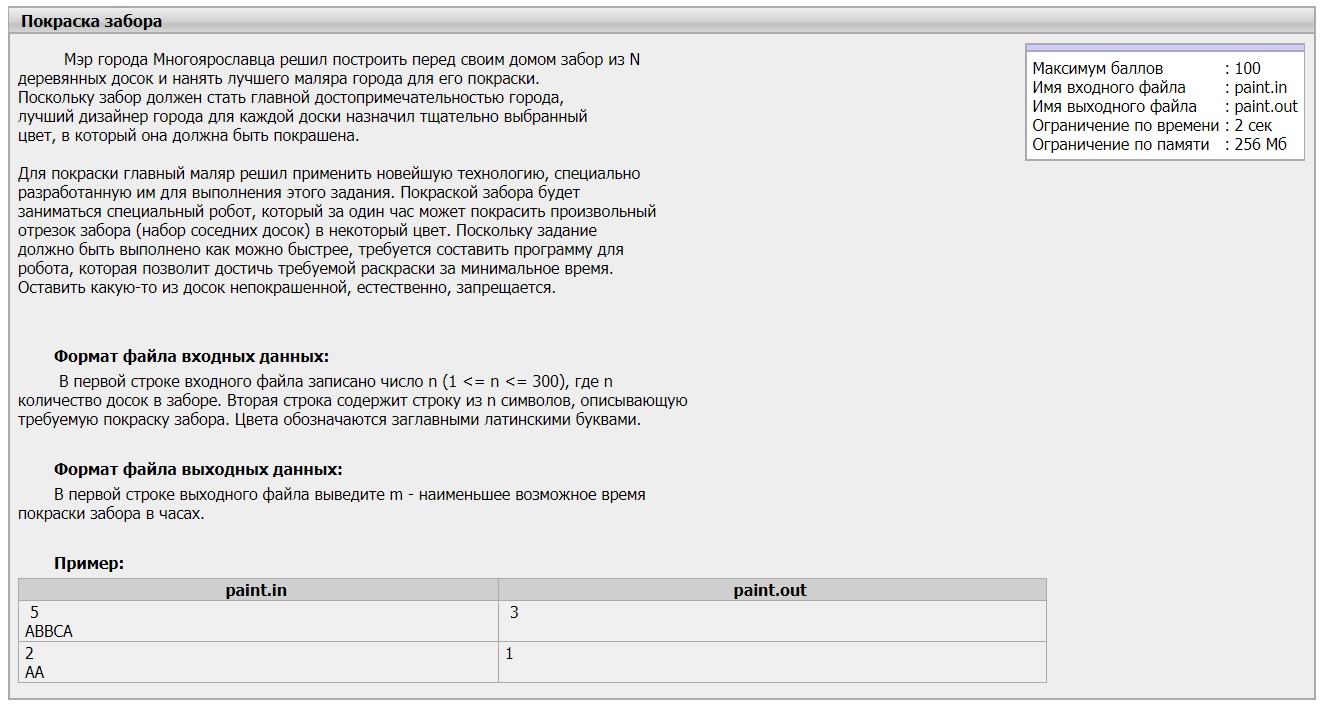 Покраска забора
Мэр города Многоярославца решил построить перед своим домом забор из N
деревянных досок и нанять лучшего маляра города для его покраски.
Поскольку забор должен стать главной достопримечательностью города,
лучший дизайнер города для каждой доски назначил тщательно выбранный
цвет, в который она должна быть покрашена.
Для покраски главный маляр решил применить новейшую технологию, специально
разработанную им для выполнения этого задания. Покраской забора будет
заниматься специальный робот, который за один час может покрасить произвольный
отрезок забора (набор соседних досок) в некоторый цвет. Поскольку задание
должно быть выполнено как можно быстрее, требуется составить программу для
робота, которая позволит достичь требуемой раскраски за минимальное время.
Оставить какую-то из досок непокрашенной, естественно, запрещается.
Максимум баллов : 100
Имя входного файла : paint.in
Имя выходного файла : paint.out
Ограничение по времени : 2 сек
Ограничение по памяти : 256 Мб
Формат файла входных данных:
В первой строке входного файла записано число n (1 <= n <= 300), где n
количество досок в заборе. Вторая строка содержит строку из n символов, описывающую
требуемую покраску забора. Цвета обозначаются заглавными латинскими буквами.
Формат файла выходных данных:
В первой строке выходного файла выведите m - наименьшее возможное время
покраски забора в часах.
Пример:
paint.in paint.out
5 3
ABBCA
2 1
AA